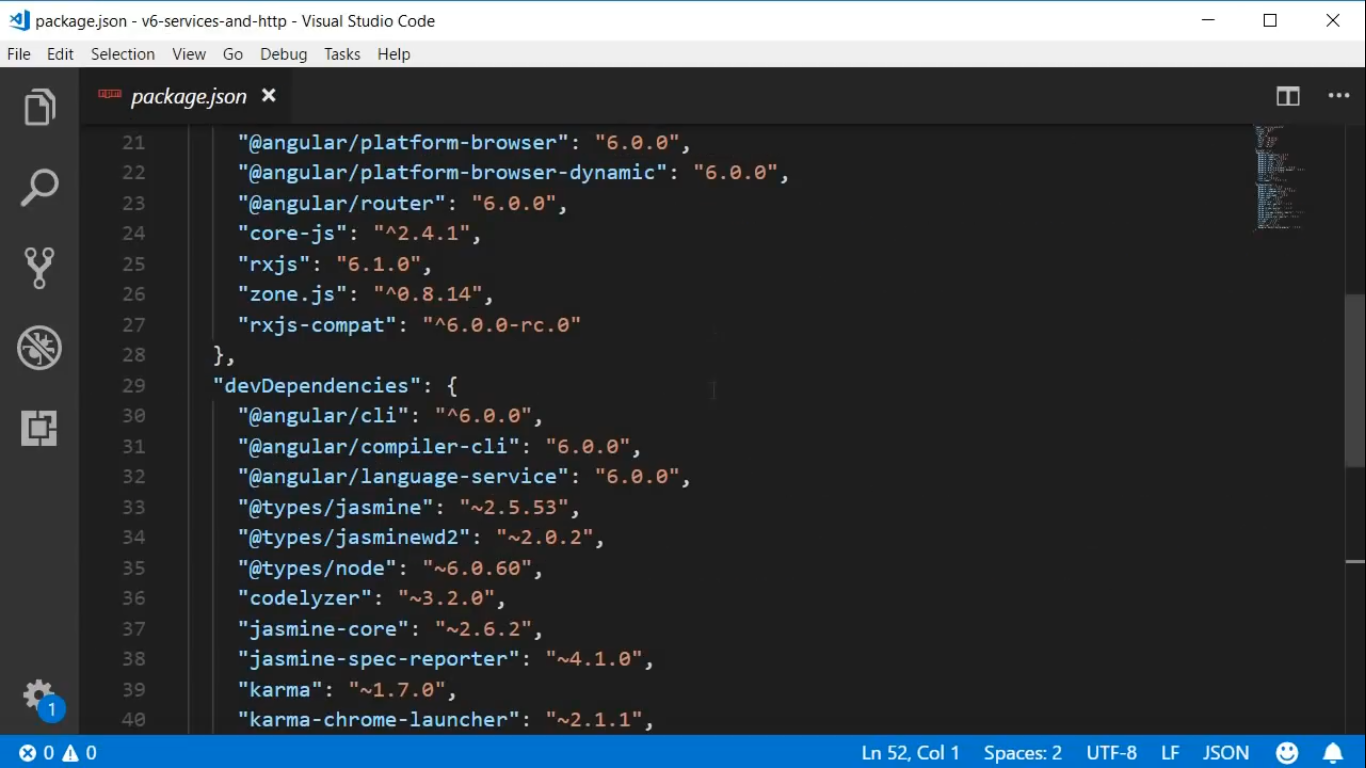 package.json - v6-services-and-http - Visual Studio Code
File Edit Selection View Go Debug Tasks Help
package.json
21 "@angular/platform-browser": "6.0.0",
22 "@angular/platform-browser-dynamic": "6.0.0",
23 "@angular/router": "6.0.0",
24 "core-js": "^2.4.1",
25 "rxjs": "6.1.0",
26 "zone.js": "^0.8.14",
27 "rxjs-compat": "^6.0.0-rc.0"
28 },
29 "devDependencies": {
30 "@angular/cli": "^6.0.0",
31 "@angular/compiler-cli": "6.0.0",
32 "@angular/language-service": "6.0.0",
33 "@types/jasmine": "~2.5.53",
34 "@types/jasminewd2": "~2.0.2",
35 "@types/node": "~6.0.60",
36 "codelyzer": "~3.2.0",
37 "jasmine-core": "~2.6.2",
38 "jasmine-spec-reporter": "~4.1.0",
39 "karma": "~1.7.0",
40 "karma-chrome-launcher": "~2.1.1",
1
0 0 Ln 52, Col 1 Spaces: 2 UTF-8 LF JSON